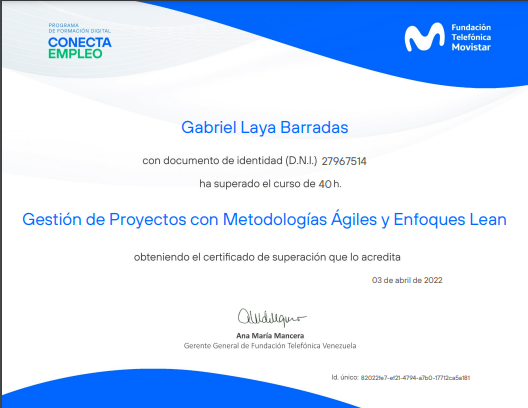 PROGRAMA
DE FORMACIÓN DIGITAL
CONECTA
EMPLEO
Fundación
Telefónica
Movistar
Gabriel Laya Barradas
con documento de identidad (D.N.I.) 27967514
ha superado el curso de 40 h.
Gestión de Proyectos con Metodologías Ágiles y Enfoques Lean
obteniendo el certificado de superación que lo acredita
03 de abril de 2022
Ana María Mancera
Gerente General de Fundación Telefónica Venezuela
Id. único: 82022fe7-ef21-4794-a7b0-17712ca5a181